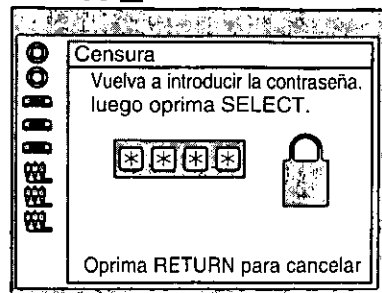 Censura
Vuelva a introducir la contraseña.
luego oprima SELECT.
* * * *
Oprima RETURN para cancelar